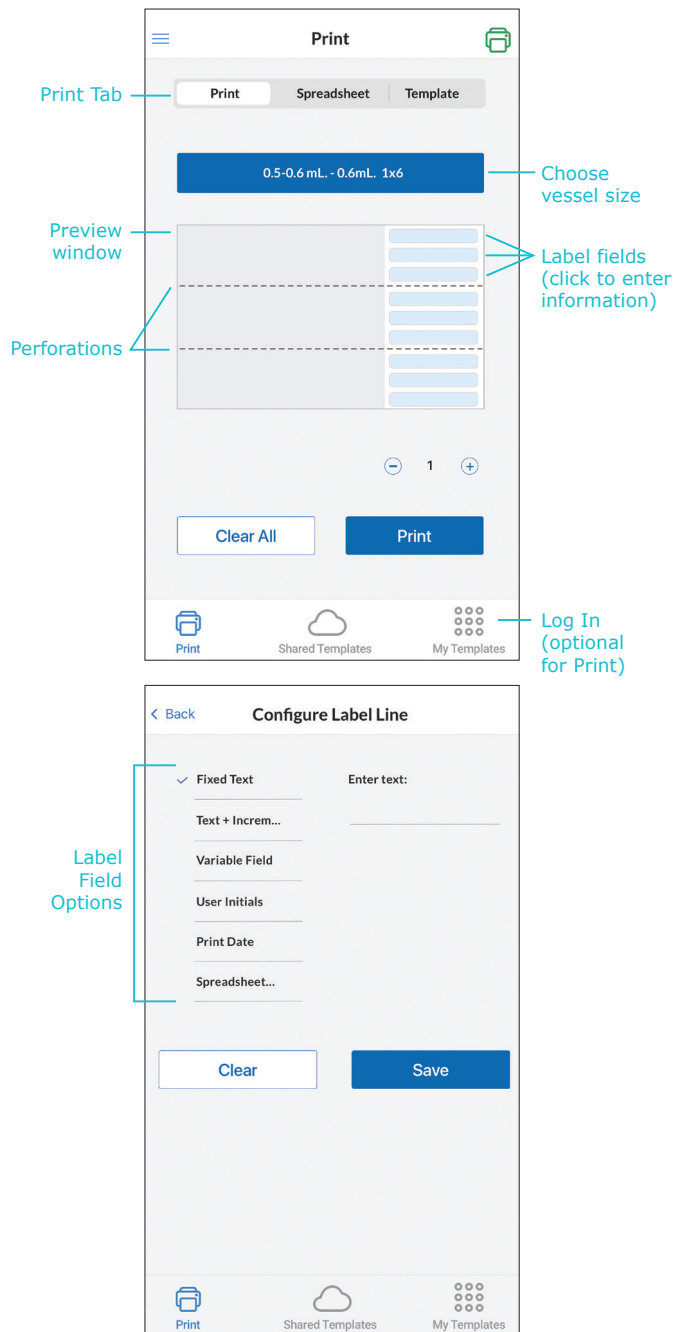 Print
Print Tab
Print Spreadsheet Template
0.5-0.6 mL. - 0.6mL. 1x6
Choose
vessel size
Preview
window
Label fields
(click to enter
information)
Perforations
1
Clear All Print
Print Shared Templates My Templates
Log In
(optional
for Print)
Back Configure Label Line
Label
Field
Options
Fixed Text Enter text:
Text + Increm...
Variable Field
User Initials
Print Date
Spreadsheet...
Clear Save
Print Shared Templates My Templates